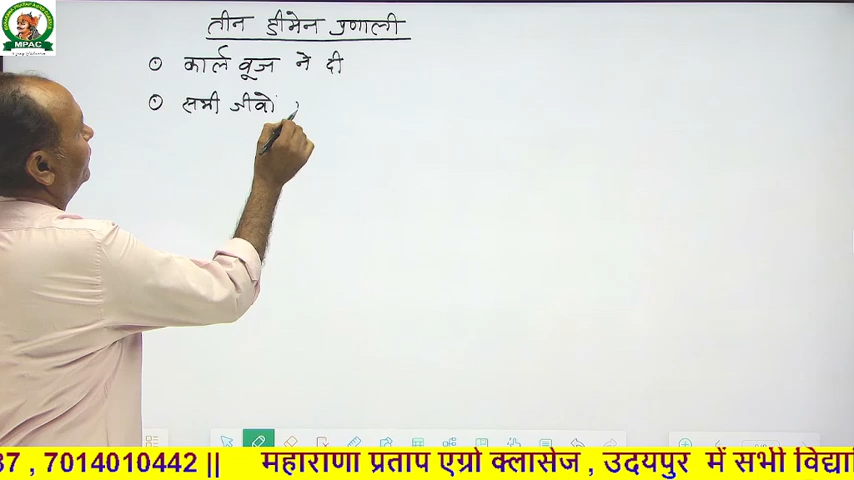 तीन डोमेन प्रणाली
कार्ल वूज ने दी
सभी जीवों
MPAC
37 , 7014010442 || महाराणा प्रताप एग्रो क्लासेज , उदयपुर में सभी विद्या